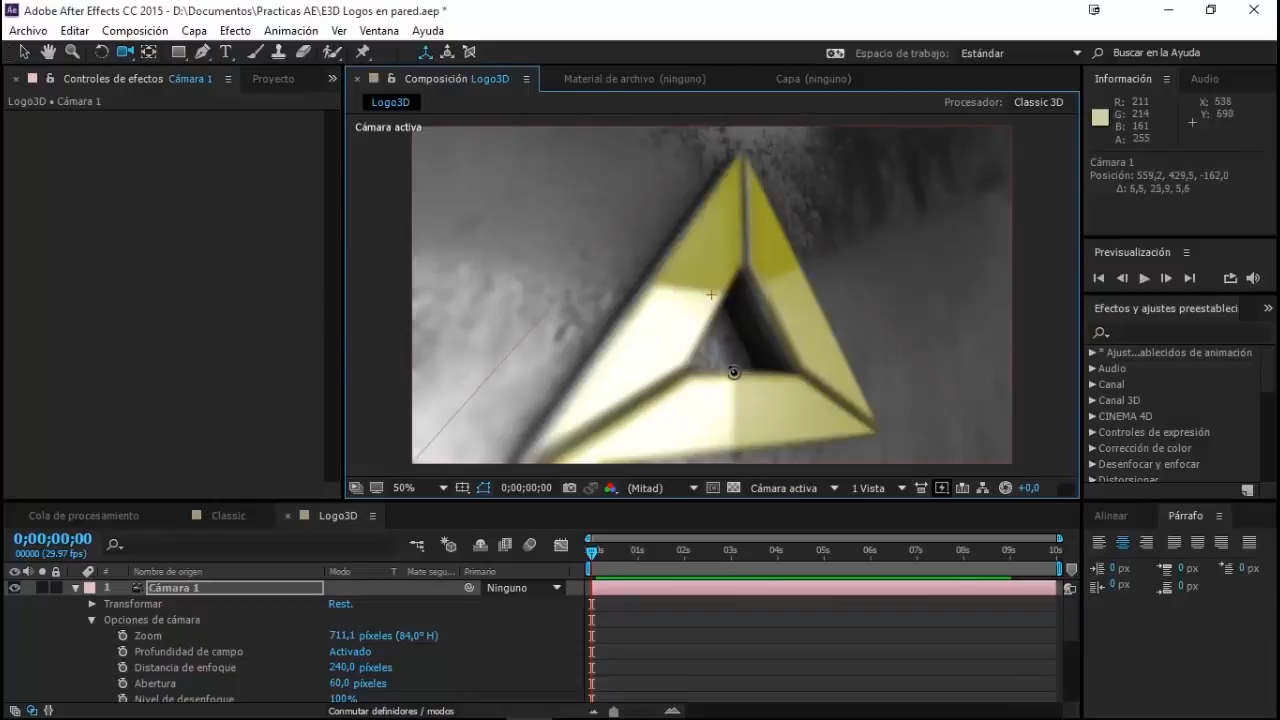 Adobe After Effects CC 2015 - D:\Documentos\Practicas AE\E3D Logos en pared.aep *
Archivo Editar Composición Capa Efecto Animación Ver Ventana Ayuda
Espacio de trabajo: Estándar Buscar en la Ayuda
Controles de efectos Cámara 1 Proyecto
Composición Logo3D Material de archivo (ninguno) Capa (ninguno)
Información Audio
Logo3D • Cámara 1
Logo3D
Procesador: Classic 3D
Cámara activa
R: 211 X: 538
G: 214 Y: 690
B: 161
A: 255
Cámara 1
Posición: 559,2, 429,5, -162,0
Δ: 6,5, 23,9, 5,6
Previsualización
Efectos y ajustes preestableci
* Ajust...ablecidos de animación
Audio
Canal
Canal 3D
CINEMA 4D
Controles de expresión
Corrección de color
Desenfocar y enfocar
Distorsionar
50% 0;00;00;00 (Mitad) Cámara activa 1 Vista +0,0
Cola de procesamiento Classic Logo3D
Alinear Párrafo
0;00;00;00
00000 (29.97 fps)
01s 02s 03s 04s 05s 06s 07s 08s 09s 10s
# Nombre de origen Modo T Mate segu... Primario
1 Cámara 1 Ninguno
Transformar Rest.
Opciones de cámara
Zoom 711,1 píxeles (84,0° H)
Profundidad de campo Activado
Distancia de enfoque 240,0 píxeles
Abertura 60,0 píxeles
Nivel de desenfoque 100%
Conmutar definidores / modos
0 px 0 px 0 px
0 px 0 px